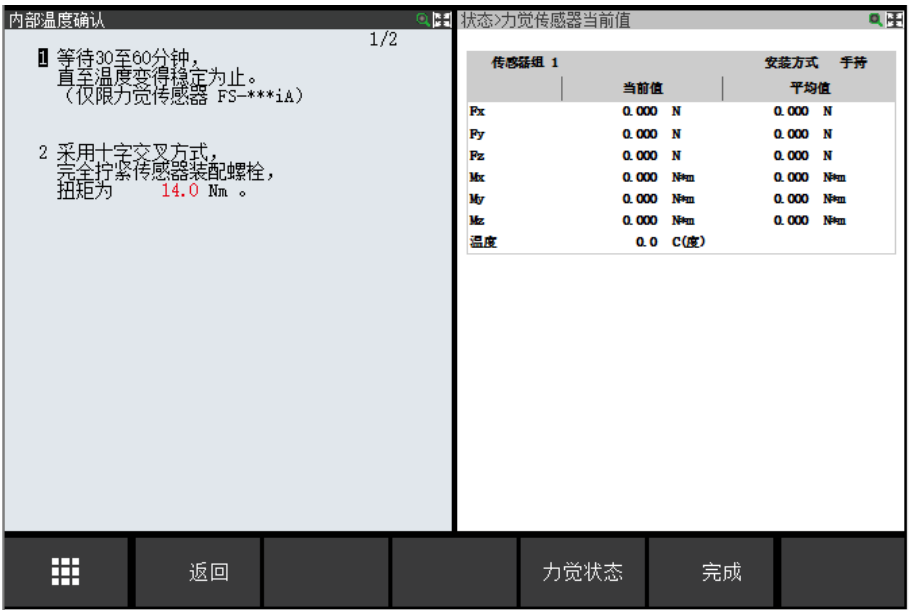 内部温度确认
1/2
1 等待30至60分钟,
直至温度变得稳定为止。
(仅限力觉传感器 FS-***iA)
2 采用十字交叉方式,
完全拧紧传感器装配螺栓,
扭矩为 14.0 Nm 。
状态>力觉传感器当前值
传感器组 1 安装方式 手持
当前值 平均值
Fx 0.000 N 0.000 N
Fy 0.000 N 0.000 N
Fz 0.000 N 0.000 N
Mx 0.000 N*m 0.000 N*m
My 0.000 N*m 0.000 N*m
Mz 0.000 N*m 0.000 N*m
温度 0.0 C(度)
返回 力觉状态 完成